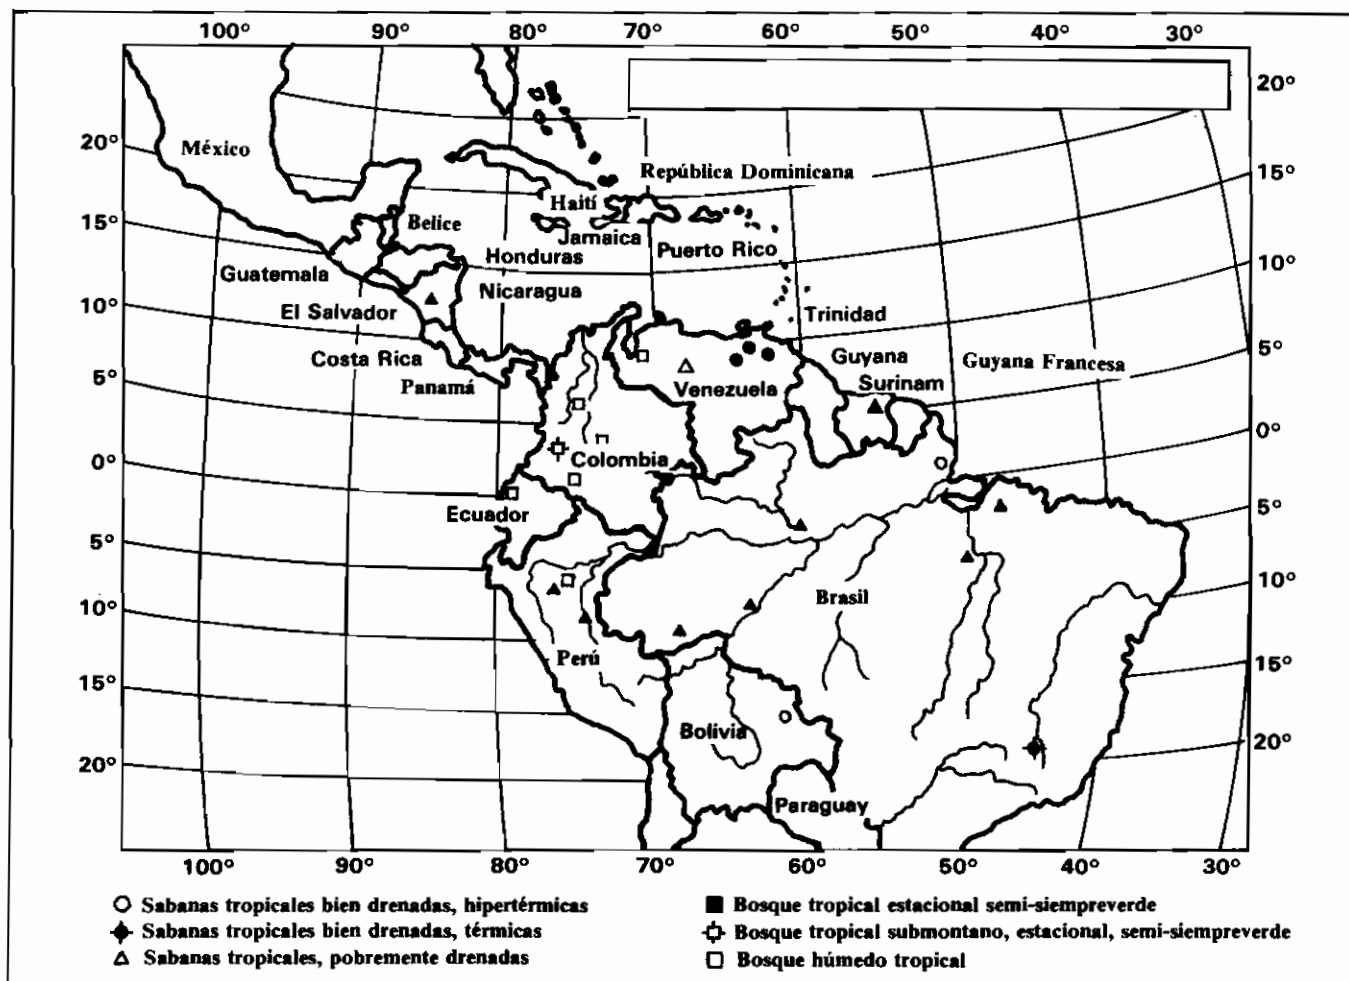 100° 90° 80° 70° 60° 50° 40° 30°
20°
20°
México
República Dominicana
15°
Haití
15°
Belice
Jamaica
Honduras
Puerto Rico
10°
Guatemala
Nicaragua
10°
El Salvador
Trinidad
Costa Rica
Guyana
Guyana Francesa
5°
5°
Panamá
Venezuela
Surinam
0°
0°
Colombia
Ecuador
5°
5°
10°
10°
Brasil
Perú
15°
15°
Bolivia
20°
20°
Paraguay
100° 90° 80° 70° 60° 50° 40° 30°
Sabanas tropicales bien drenadas, hipertérmicas
Sabanas tropicales bien drenadas, térmicas
Sabanas tropicales, pobremente drenadas
Bosque tropical estacional semi-siempreverde
Bosque tropical submontano, estacional, semi-siempreverde
Bosque húmedo tropical